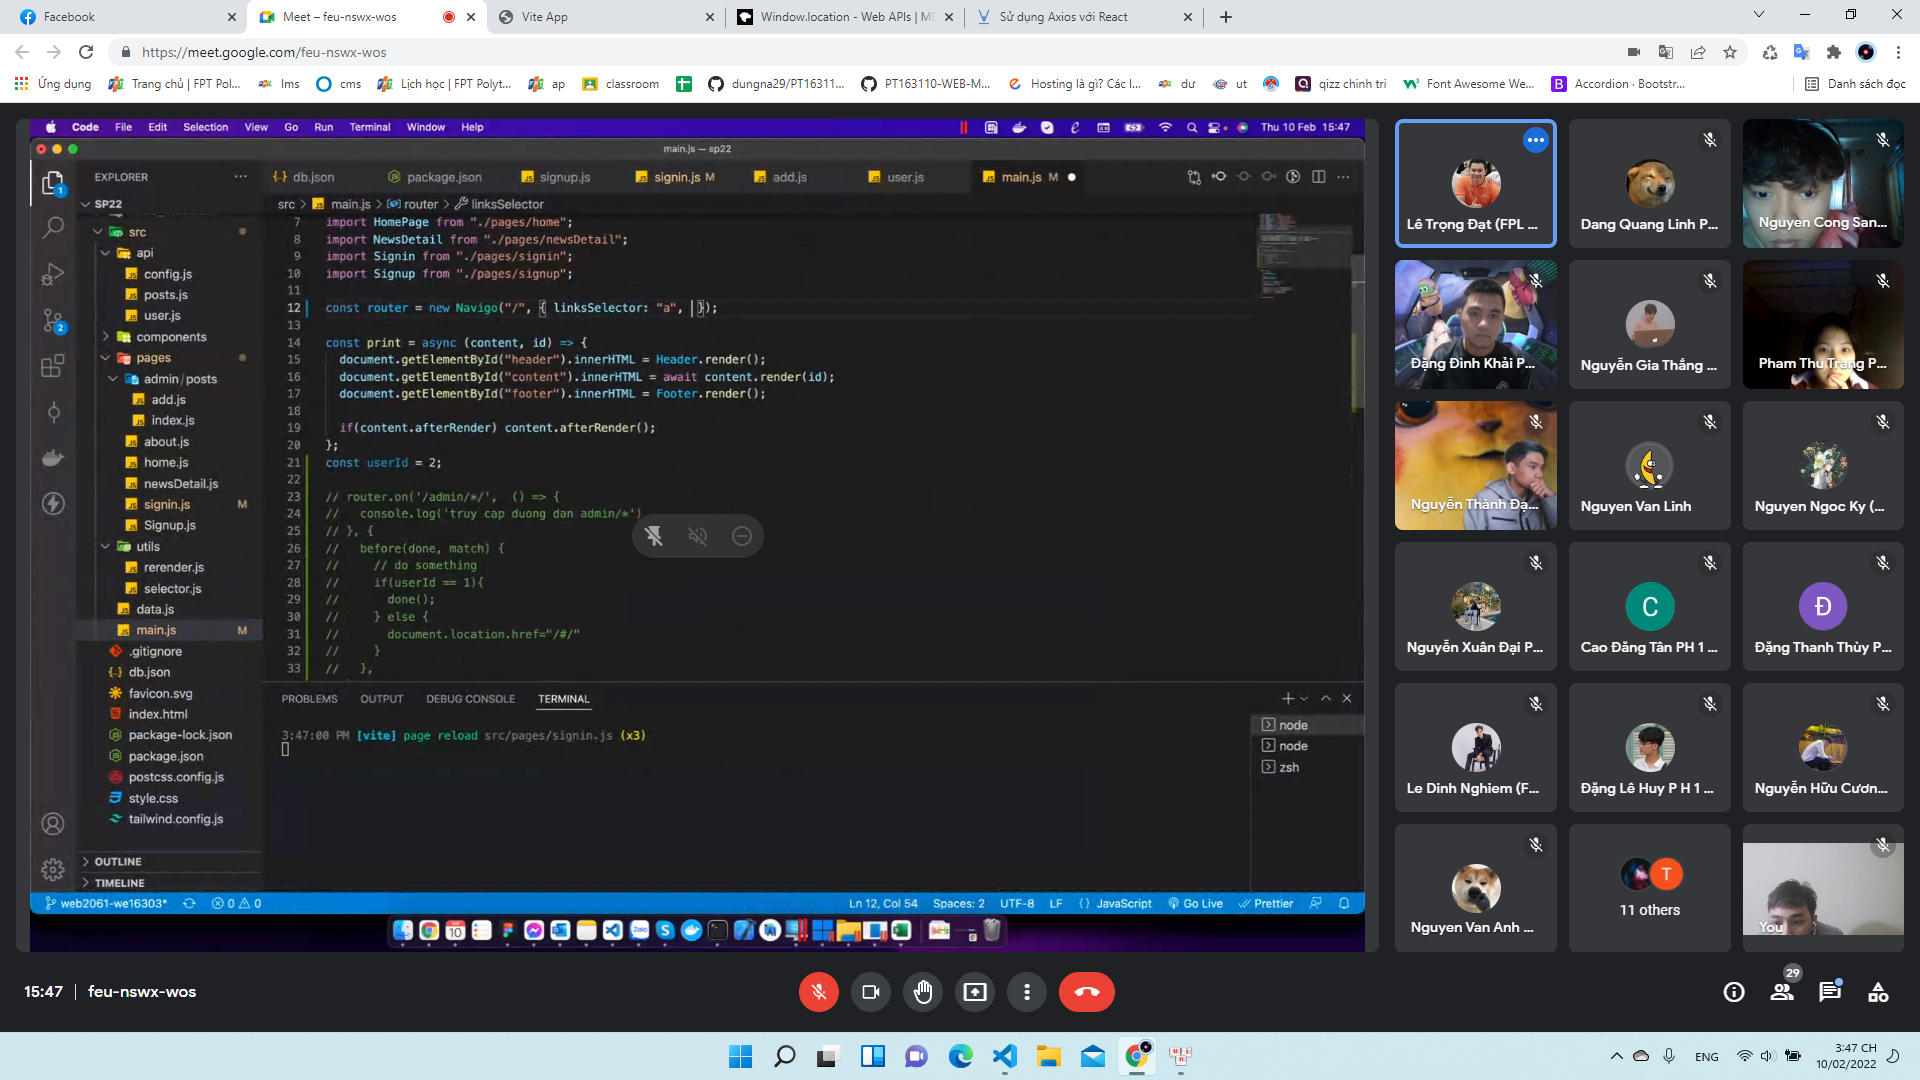 Facebook
Meet – feu-nswx-wos
Vite App
Window.location - Web APIs | M
Sử dụng Axios với React
https://meet.google.com/feu-nswx-wos
Ứng dụng
Trang chủ | FPT Pol...
lms
cms
Lịch học | FPT Polyt...
ap
classroom
dungna29/PT16311...
PT163110-WEB-M...
Hosting là gì? Các l...
dư
ut
qizz chinh tri
Font Awesome We...
Accordion · Bootstr...
Danh sách đọc
Code File Edit Selection View Go Run Terminal Window Help
Thu 10 Feb 15:47
main.js — sp22
EXPLORER
SP22
src
api
config.js
posts.js
user.js
components
pages
admin/posts
add.js
index.js
about.js
home.js
newsDetail.js
signin.js M
Signup.js
utils
rerender.js
selector.js
data.js
main.js M
.gitignore
db.json
favicon.svg
index.html
package-lock.json
package.json
postcss.config.js
style.css
tailwind.config.js
OUTLINE
TIMELINE
db.json package.json signup.js signin.js M add.js user.js main.js M
src > main.js > router > linksSelector
7 import HomePage from "./pages/home";
8 import NewsDetail from "./pages/newsDetail";
9 import Signin from "./pages/signin";
10 import Signup from "./pages/signup";
11
12 const router = new Navigo("/", { linksSelector: "a", });
13
14 const print = async (content, id) => {
15 document.getElementById("header").innerHTML = Header.render();
16 document.getElementById("content").innerHTML = await content.render(id);
17 document.getElementById("footer").innerHTML = Footer.render();
18
19 if(content.afterRender) content.afterRender();
20 };
21 const userId = 2;
22
23 // router.on('/admin/*/', () => {
24 // console.log('truy cap duong dan admin/*')
25 // }, {
26 // before(done, match) {
27 // // do something
28 // if(userId == 1){
29 // done();
30 // } else {
31 // document.location.href="/#/"
32 // }
33 // },
PROBLEMS OUTPUT DEBUG CONSOLE TERMINAL
3:47:00 PM [vite] page reload src/pages/signin.js (x3)
node
node
zsh
web2061-we16303*
0 0
Ln 12, Col 54
Spaces: 2
UTF-8
LF
JavaScript
Go Live
Prettier
Lê Trọng Đạt (FPL ...
Dang Quang Linh P...
Nguyen Cong San...
Đặng Đình Khải P...
Nguyễn Gia Thắng ...
Pham Thu Trang P...
Nguyễn Thành Đạ...
Nguyen Van Linh
Nguyen Ngoc Ky (...
Nguyễn Xuân Đại P...
C
Cao Đăng Tân PH 1 ...
Đ
Đặng Thanh Thùy P...
Le Dinh Nghiem (F...
Đặng Lê Huy P H 1 ...
Nguyễn Hữu Cươn...
Nguyen Van Anh ...
T
11 others
You
15:47 | feu-nswx-wos
29
ENG
3:47 CH
10/02/2022